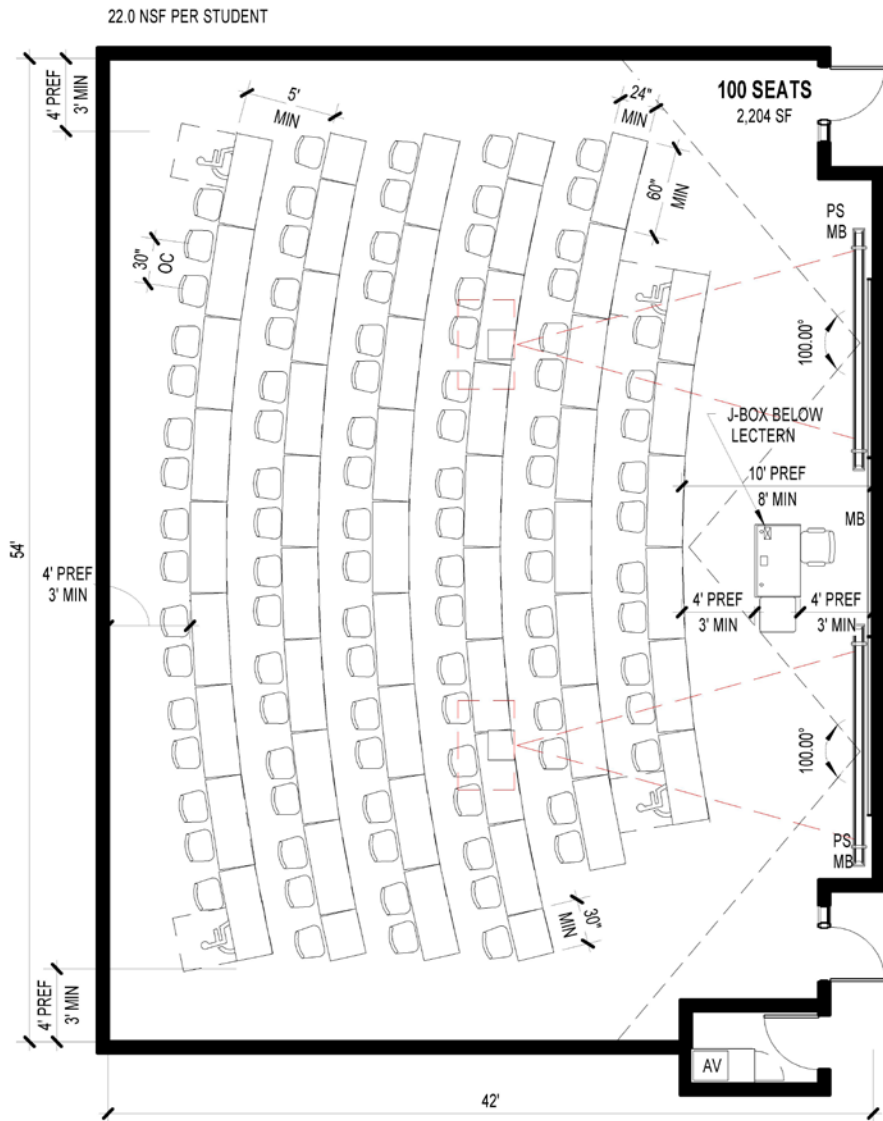 22.0 NSF PER STUDENT
4' PREF
3' MIN
5'
MIN
24"
MIN
100 SEATS
2,204 SF
60"
MIN
30"
OC
PS
MB
100.00°
J-BOX BELOW
LECTERN
10' PREF
8' MIN
MB
54'
4' PREF
3' MIN
4' PREF
3' MIN
4' PREF
3' MIN
100.00°
PS
MB
30"
MIN
4' PREF
3' MIN
AV
42'